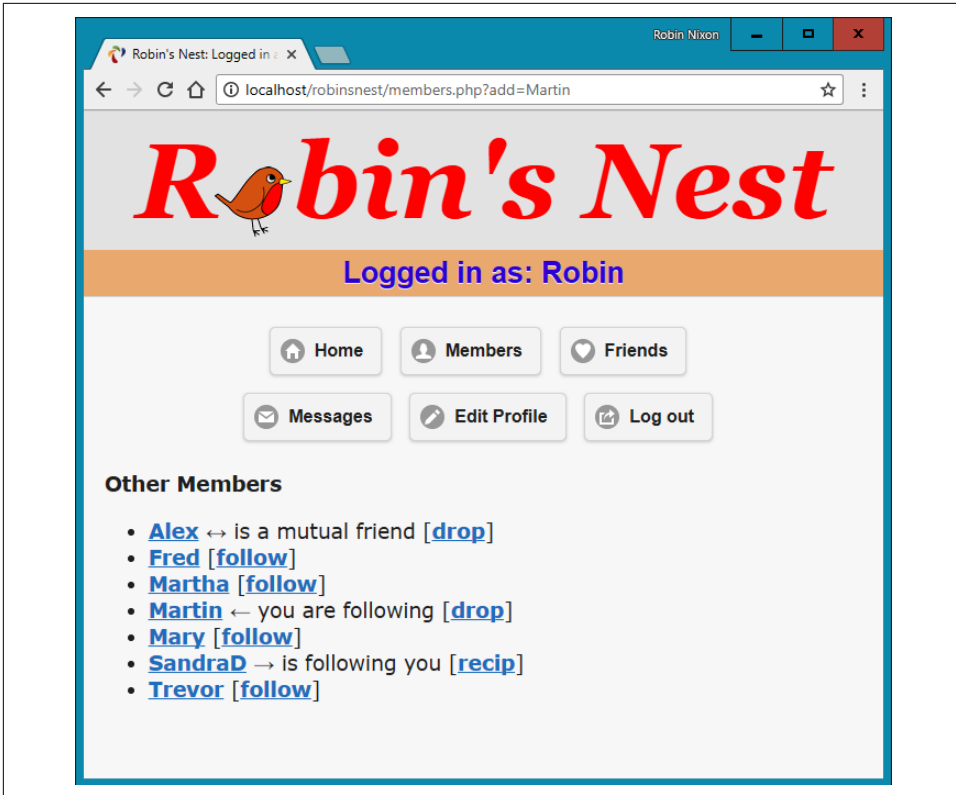 Robin Nixon
Robin's Nest: Logged in a
localhost/robinsnest/members.php?add=Martin
Robin's Nest
Logged in as: Robin
Home Members Friends
Messages Edit Profile Log out
Other Members
• Alex ↔ is a mutual friend [drop]
• Fred [follow]
• Martha [follow]
• Martin ← you are following [drop]
• Mary [follow]
• SandraD → is following you [recip]
• Trevor [follow]